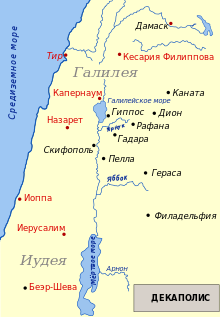 Дамаск
Средиземное море
Тир
Кесария Филиппова
Галилея
Капернаум
Каната
Галилейское море
Гиппос
Дион
Назарет
Ярмук
Рафана
Гадара
Скифополь
Пелла
Гераса
Яббок
Иоппа
Филадельфия
Иерусалим
Мёртвое море
Иудея
Арнон
Беэр-Шева
ДЕКАПОЛИС